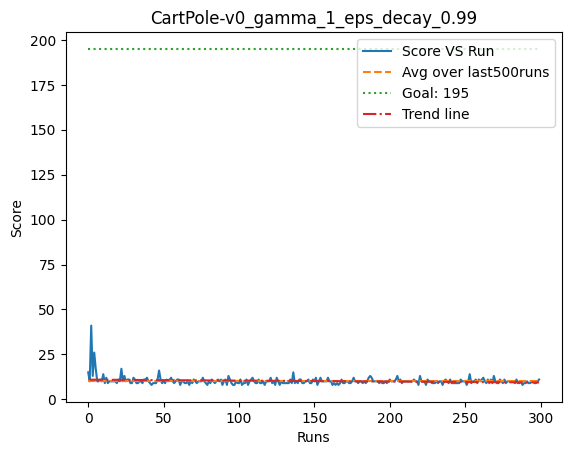 CartPole-v0_gamma_1_eps_decay_0.99
200
175
150
125
100
75
50
25
0
Score
Score VS Run
Avg over last500runs
Goal: 195
Trend line
0 50 100 150 200 250 300
Runs